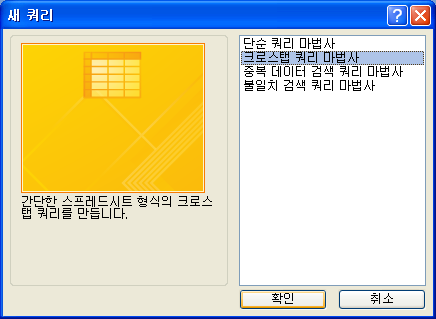 새 쿼리
단순 쿼리 마법사
크로스탭 쿼리 마법사
중복 데이터 검색 쿼리 마법사
불일치 검색 쿼리 마법사
간단한 스프레드시트 형식의 크로스
탭 쿼리를 만듭니다.
확인
취소